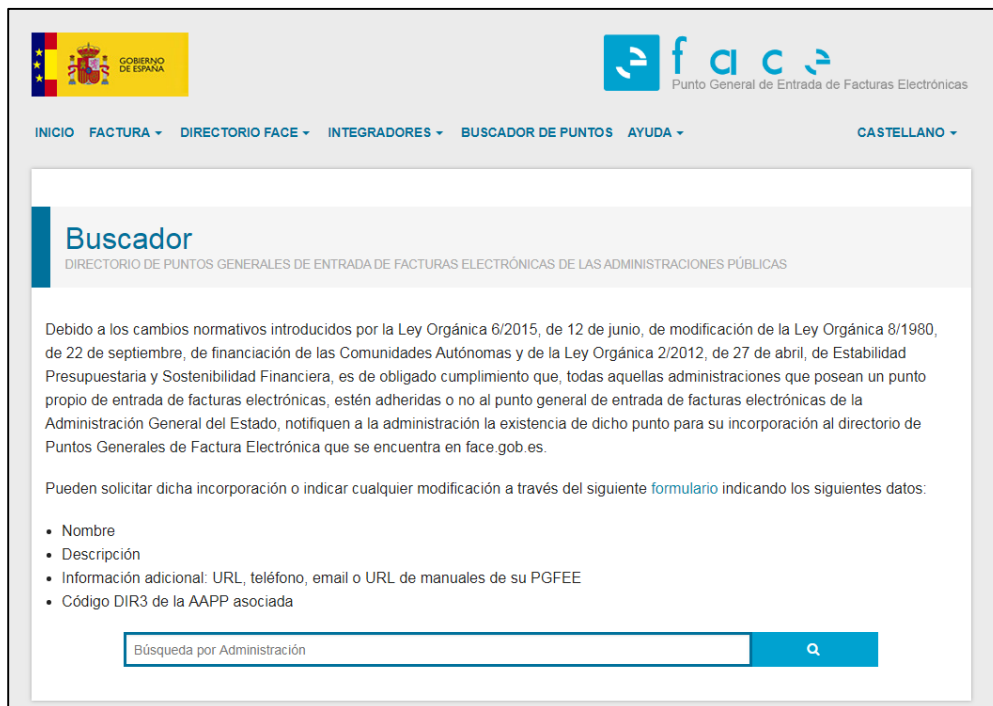 GOBIERNO
DE ESPAÑA
face
Punto General de Entrada de Facturas Electrónicas
INICIO FACTURA DIRECTORIO FACE INTEGRADORES BUSCADOR DE PUNTOS AYUDA CASTELLANO
Buscador
DIRECTORIO DE PUNTOS GENERALES DE ENTRADA DE FACTURAS ELECTRÓNICAS DE LAS ADMINISTRACIONES PÚBLICAS
Debido a los cambios normativos introducidos por la Ley Orgánica 6/2015, de 12 de junio, de modificación de la Ley Orgánica 8/1980,
de 22 de septiembre, de financiación de las Comunidades Autónomas y de la Ley Orgánica 2/2012, de 27 de abril, de Estabilidad
Presupuestaria y Sostenibilidad Financiera, es de obligado cumplimiento que, todas aquellas administraciones que posean un punto
propio de entrada de facturas electrónicas, estén adheridas o no al punto general de entrada de facturas electrónicas de la
Administración General del Estado, notifiquen a la administración la existencia de dicho punto para su incorporación al directorio de
Puntos Generales de Factura Electrónica que se encuentra en face.gob.es.
Pueden solicitar dicha incorporación o indicar cualquier modificación a través del siguiente formulario indicando los siguientes datos:
• Nombre
• Descripción
• Información adicional: URL, teléfono, email o URL de manuales de su PGFEE
• Código DIR3 de la AAPP asociada
Búsqueda por Administración